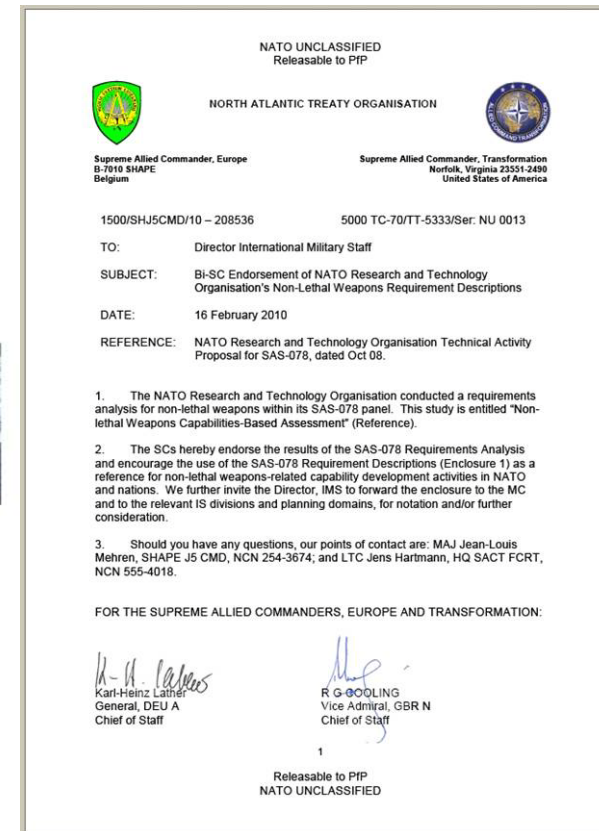 NATO UNCLASSIFIED
Releasable to PfP
NORTH ATLANTIC TREATY ORGANISATION
ALLIED COMMAND TRANSFORMATION
Supreme Allied Commander, Europe
B-7010 SHAPE
Belgium
Supreme Allied Commander, Transformation
Norfolk, Virginia 23551-2490
United States of America
1500/SHJ5CMD/10 – 208536
5000 TC-70/TT-5333/Ser: NU 0013
TO: Director International Military Staff
SUBJECT: Bi-SC Endorsement of NATO Research and Technology
Organisation's Non-Lethal Weapons Requirement Descriptions
DATE: 16 February 2010
REFERENCE: NATO Research and Technology Organisation Technical Activity
Proposal for SAS-078, dated Oct 08.
1. The NATO Research and Technology Organisation conducted a requirements
analysis for non-lethal weapons within its SAS-078 panel. This study is entitled "Non-
lethal Weapons Capabilities-Based Assessment" (Reference).
2. The SCs hereby endorse the results of the SAS-078 Requirements Analysis
and encourage the use of the SAS-078 Requirement Descriptions (Enclosure 1) as a
reference for non-lethal weapons-related capability development activities in NATO
and nations. We further invite the Director, IMS to forward the enclosure to the MC
and to the relevant IS divisions and planning domains, for notation and/or further
consideration.
3. Should you have any questions, our points of contact are: MAJ Jean-Louis
Mehren, SHAPE J5 CMD, NCN 254-3674; and LTC Jens Hartmann, HQ SACT FCRT,
NCN 555-4018.
FOR THE SUPREME ALLIED COMMANDERS, EUROPE AND TRANSFORMATION:
Karl-Heinz Lather
General, DEU A
Chief of Staff
R G COOLING
Vice Admiral, GBR N
Chief of Staff
1
Releasable to PfP
NATO UNCLASSIFIED